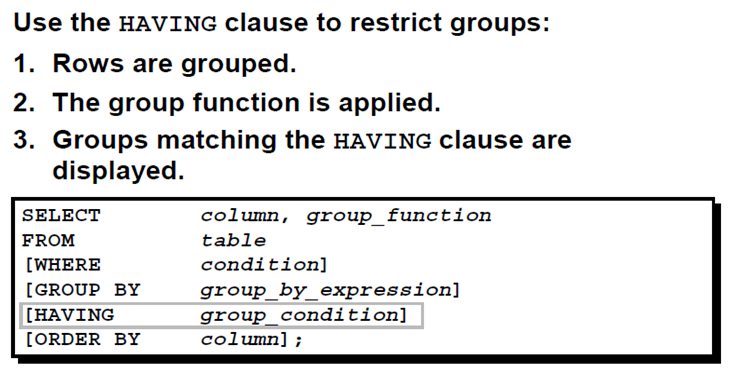 Use the HAVING clause to restrict groups:
1. Rows are grouped.
2. The group function is applied.
3. Groups matching the HAVING clause are
displayed.
SELECT column, group_function
FROM table
[WHERE condition]
[GROUP BY group_by_expression]
[HAVING group_condition]
[ORDER BY column];